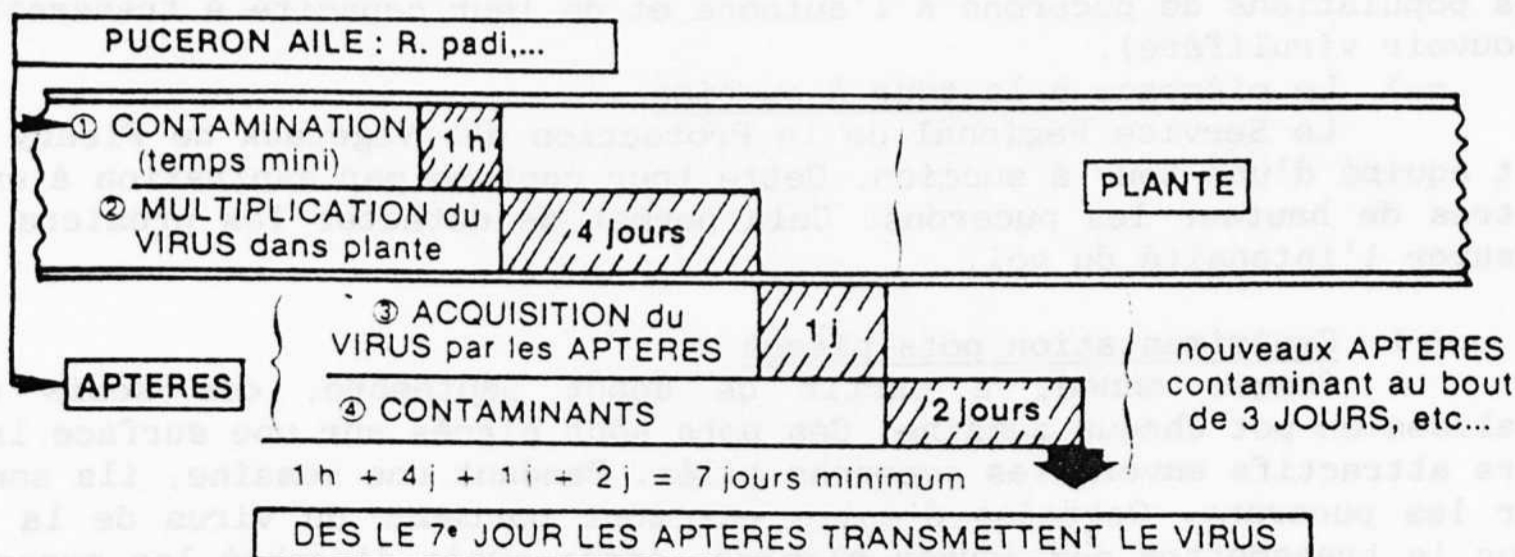 PUCERON AILE : R. padi,...
① CONTAMINATION
(temps mini)
1 h
② MULTIPLICATION du
VIRUS dans plante
4 jours
PLANTE
③ ACQUISITION du
VIRUS par les APTERES
1 j
APTERES
④ CONTAMINANTS
2 jours
nouveaux APTERES
contaminant au bout
de 3 JOURS, etc...
1 h + 4 j + 1 j + 2 j = 7 jours minimum
DES LE 7e JOUR LES APTERES TRANSMETTENT LE VIRUS